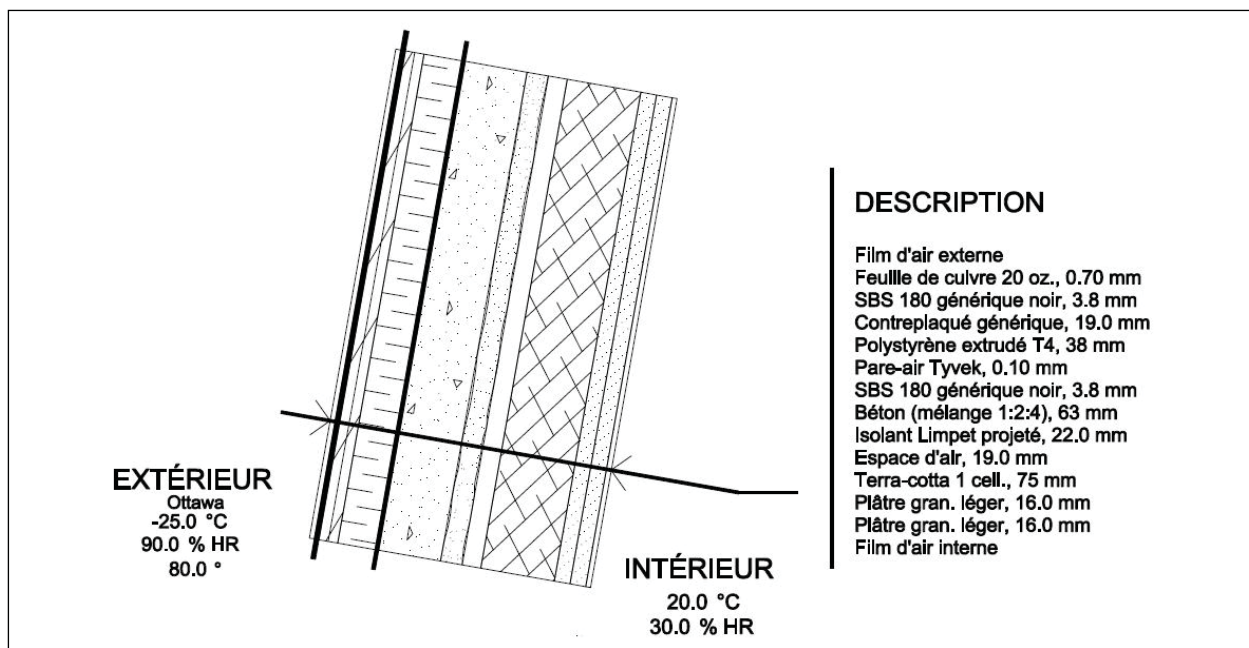 EXTÉRIEUR
Ottawa
-25.0 °C
90.0 % HR
80.0 °
INTÉRIEUR
20.0 °C
30.0 % HR
DESCRIPTION
Film d'air externe
Feuille de cuivre 20 oz., 0.70 mm
SBS 180 générique noir, 3.8 mm
Contreplaqué générique, 19.0 mm
Polystyrène extrudé T4, 38 mm
Pare-air Tyvek, 0.10 mm
SBS 180 générique noir, 3.8 mm
Béton (mélange 1:2:4), 63 mm
Isolant Limpet projeté, 22.0 mm
Espace d'air, 19.0 mm
Terra-cotta 1 cell., 75 mm
Plâtre gran. léger, 16.0 mm
Plâtre gran. léger, 16.0 mm
Film d'air interne